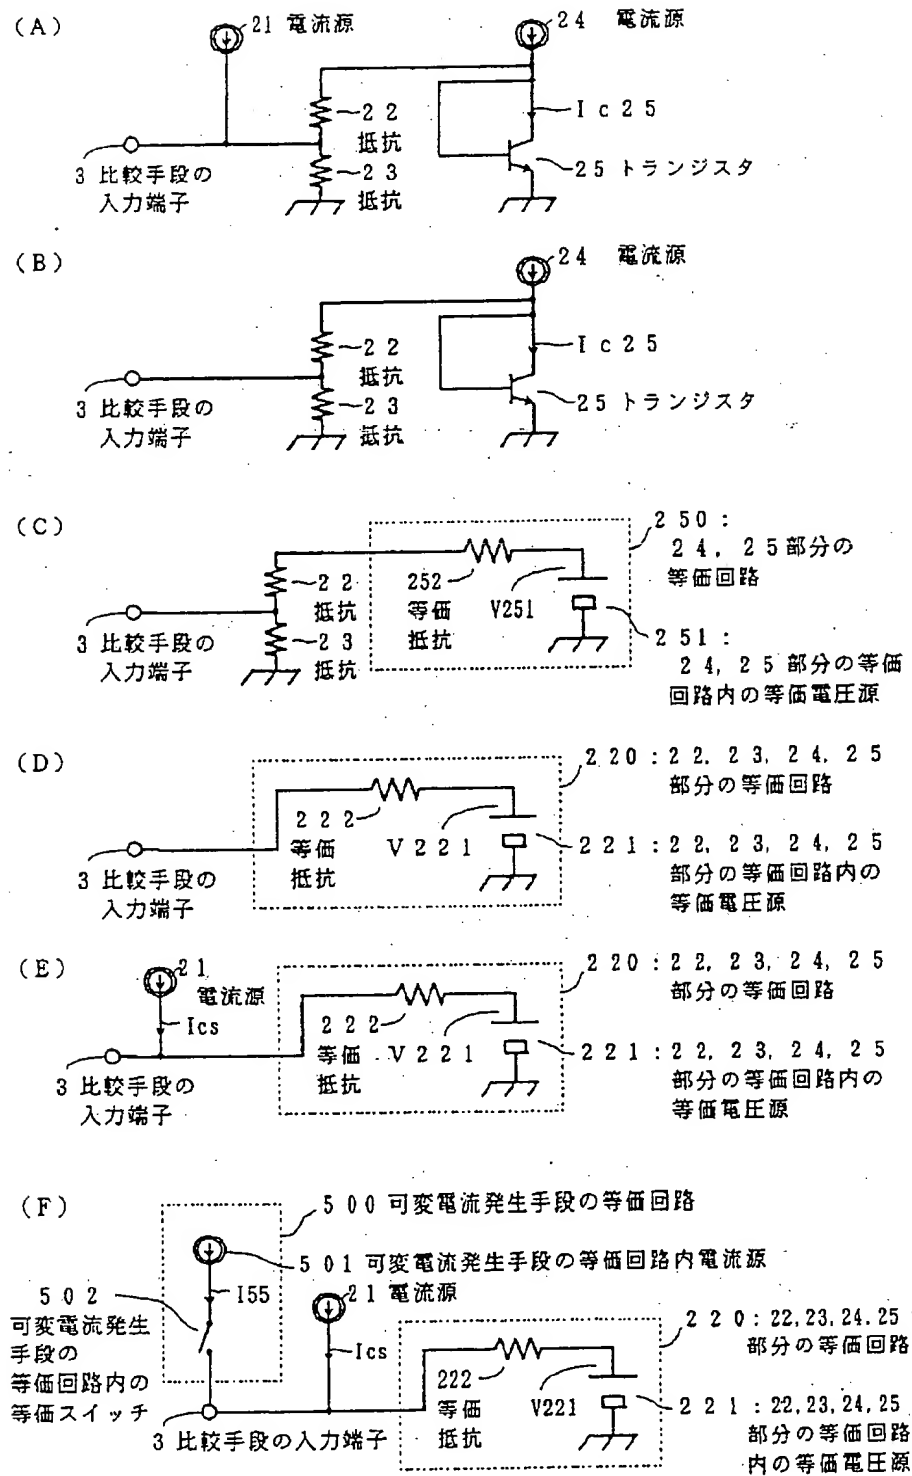 (A)
21 電流源
24 電流源
22
抵抗
Ic25
3 比較手段の
入力端子
23
抵抗
25 トランジスタ
(B)
24 電流源
22
抵抗
Ic25
3 比較手段の
入力端子
23
抵抗
25 トランジスタ
(C)
250:
24, 25部分の
等価回路
22
抵抗
252
等価
抵抗
V251
3 比較手段の
入力端子
23
抵抗
251:
24, 25部分の等価
回路内の等価電圧源
(D)
220:22, 23, 24, 25
部分の等価回路
222
等価
抵抗
V221
3 比較手段の
入力端子
221:22, 23, 24, 25
部分の等価回路内の
等価電圧源
(E)
21
電流源
Ics
220:22, 23, 24, 25
部分の等価回路
222
等価
抵抗
V221
3 比較手段の
入力端子
221:22, 23, 24, 25
部分の等価回路内の
等価電圧源
(F)
500 可変電流発生手段の等価回路
501 可変電流発生手段の等価回路内電流源
502
可変電流発生
手段の
等価回路内の
等価スイッチ
I55
21 電流源
Ics
220:22,23,24.25
部分の等価回路
222
等価
抵抗
V221
3 比較手段の入力端子
221:22,23,24,25
部分の等価回路
内の等価電圧源